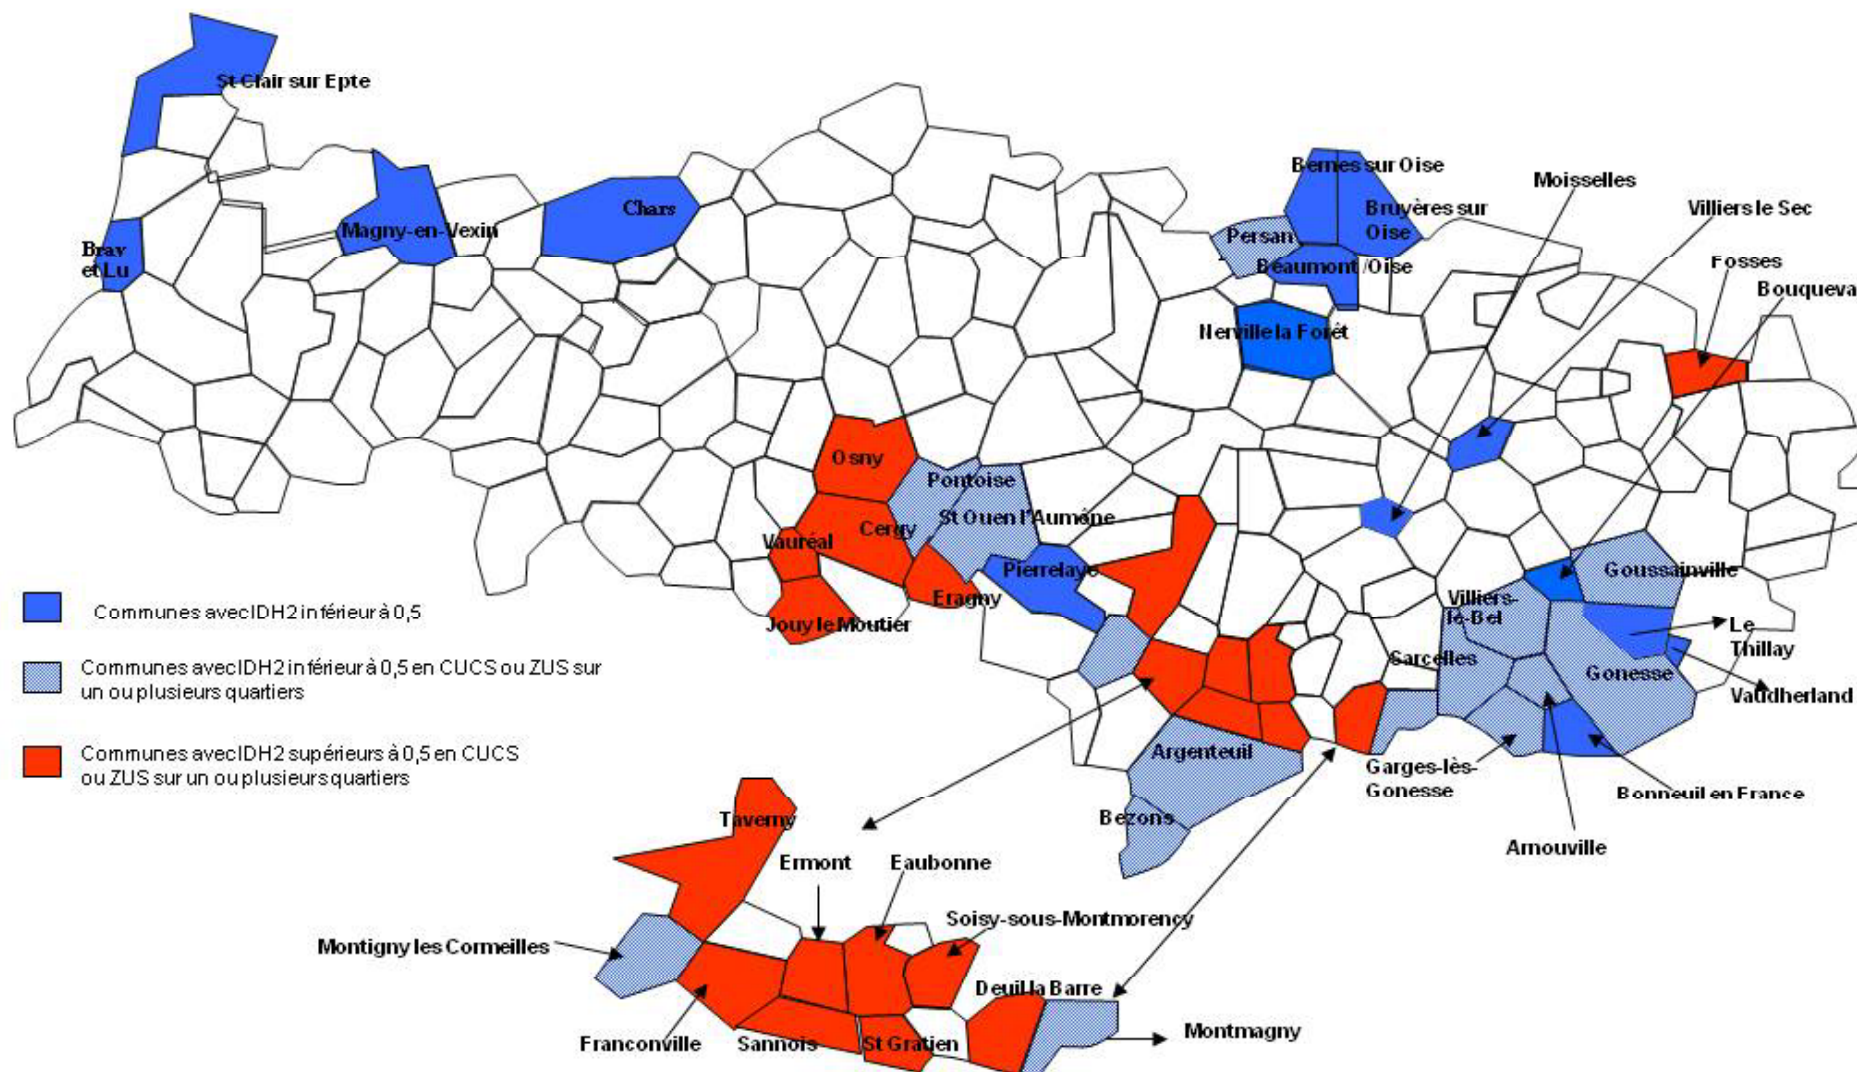 St Clair sur Epte
Bernes sur Oise
Moisselles
Villiers le Sec
Chars
Bruyères sur
Oise
Magny-en-Vexin
Persan
Bray
et Lu
Beaumont /Oise
Fosses
Bouqueva
Nerville la Forêt
Osny
Pontoise
St Ouen l'Aumône
Cergy
Vauréal
Pierrelaye
Goussainville
Eragny
Villiers-
le-Bel
Jouy le Moutier
Le
Thillay
Sarcelles
Gonesse
Vaudherland
Communes avec IDH2 inférieur à 0,5
Communes avec IDH2 inférieur à 0,5 en CUCS ou ZUS sur
un ou plusieurs quartiers
Communes avec IDH2 supérieurs à 0,5 en CUCS
ou ZUS sur un ou plusieurs quartiers
Argenteuil
Garges-lès-
Gonesse
Bonneuil en France
Bezons
Arnouville
Taverny
Ermont
Eaubonne
Soisy-sous-Montmorency
Montigny les Cormeilles
Deuil la Barre
Montmagny
Franconville
Sannois
St Gratien